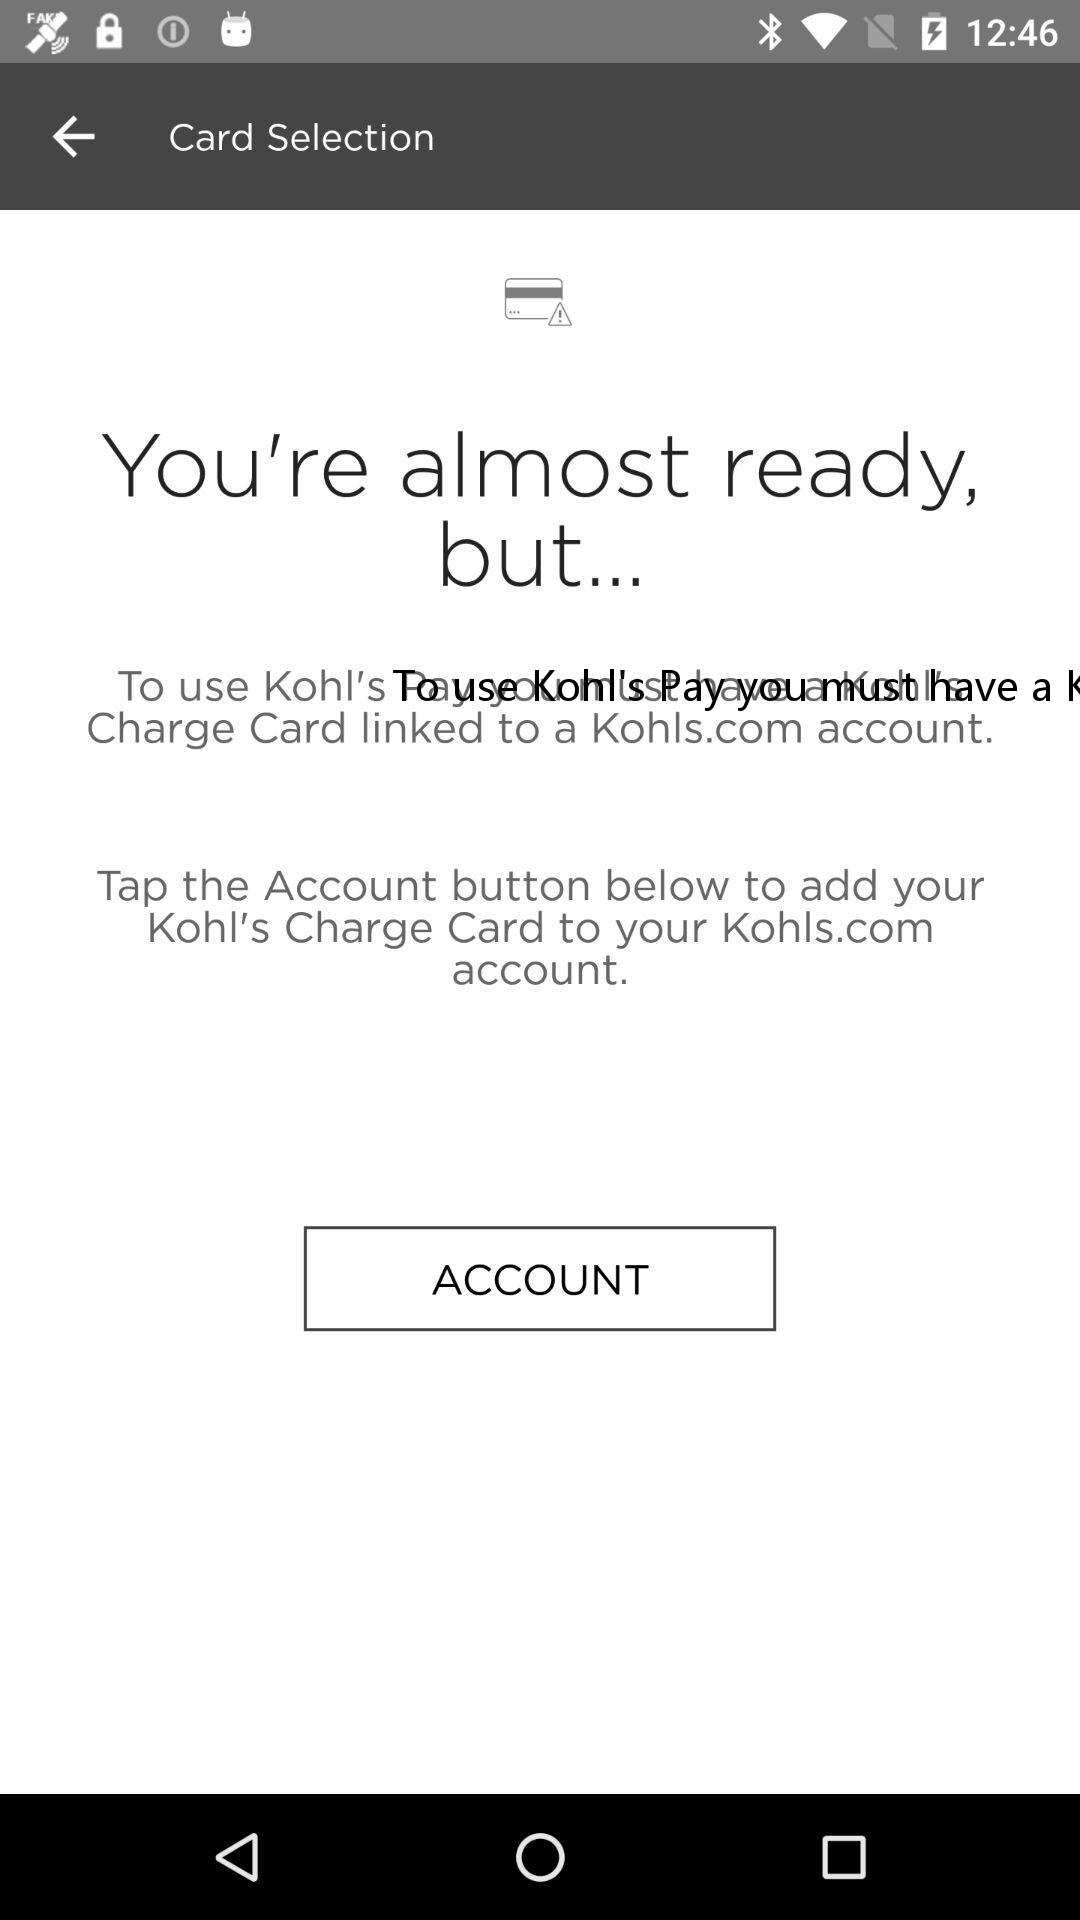 FAKE
12:46
Card Selection
You're almost ready,
but...
To use Kohl's Pay you must have a Kohl's
To use Kohl's Pay you must have a K
Charge Card linked to a Kohls.com account.
Tap the Account button below to add your
Kohl's Charge Card to your Kohls.com
account.
ACCOUNT